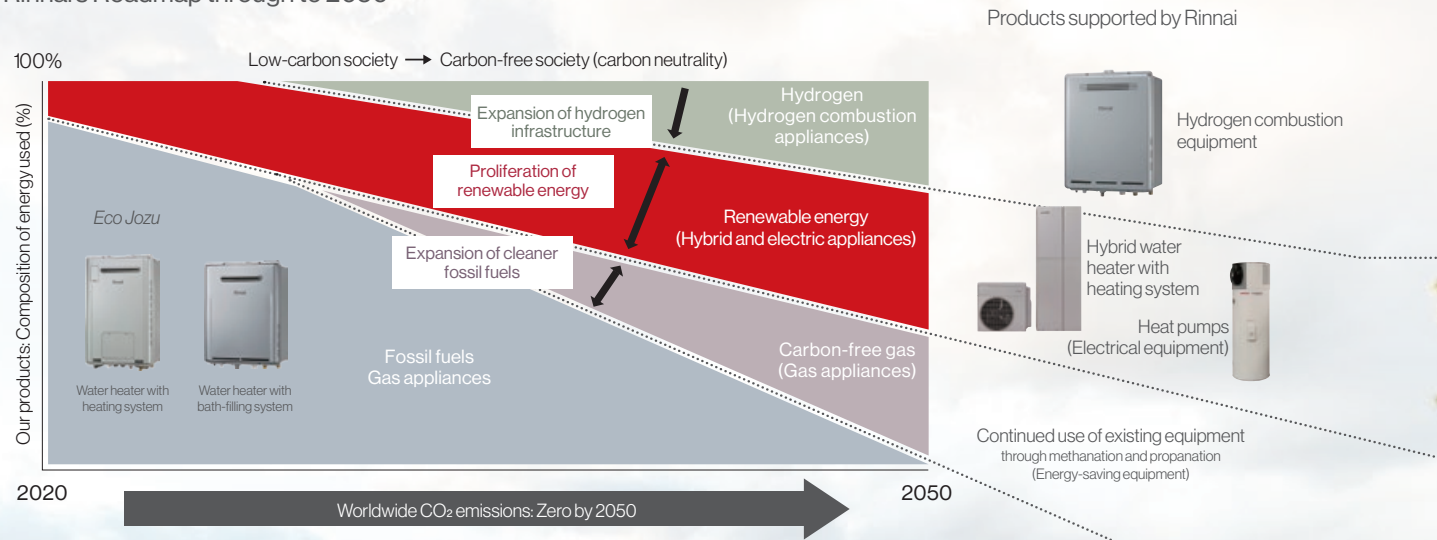 Rinnai's Roadmap through to 2050
Products supported by Rinnai
100%
Low-carbon society → Carbon-free society (carbon neutrality)
Our products: Composition of energy used (%)
Expansion of hydrogen
infrastructure
Hydrogen
(Hydrogen combustion
appliances)
Hydrogen combustion
equipment
Proliferation of
renewable energy
Renewable energy
(Hybrid and electric appliances)
Eco Jozu
Expansion of cleaner
fossil fuels
Hybrid water
heater with
heating system
Heat pumps
(Electrical equipment)
Fossil fuels
Gas appliances
Carbon-free gas
(Gas appliances)
Water heater with
heating system
Water heater with
bath-filling system
Continued use of existing equipment
through methanation and propanation
(Energy-saving equipment)
2020
2050
Worldwide CO₂ emissions: Zero by 2050